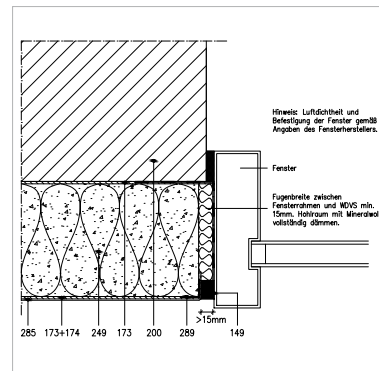 Hinweis: Luftdichtheit und
Befestigung der Fenster gemäß
Angaben des Fensterherstellers.
Fenster
Fugenbreite zwischen
Fensterrahmen und WDVS min.
15mm. Hohlraum mit Mineralwol
vollständig dämmen.
>15mm
285 173+174 249 173 200 289 149